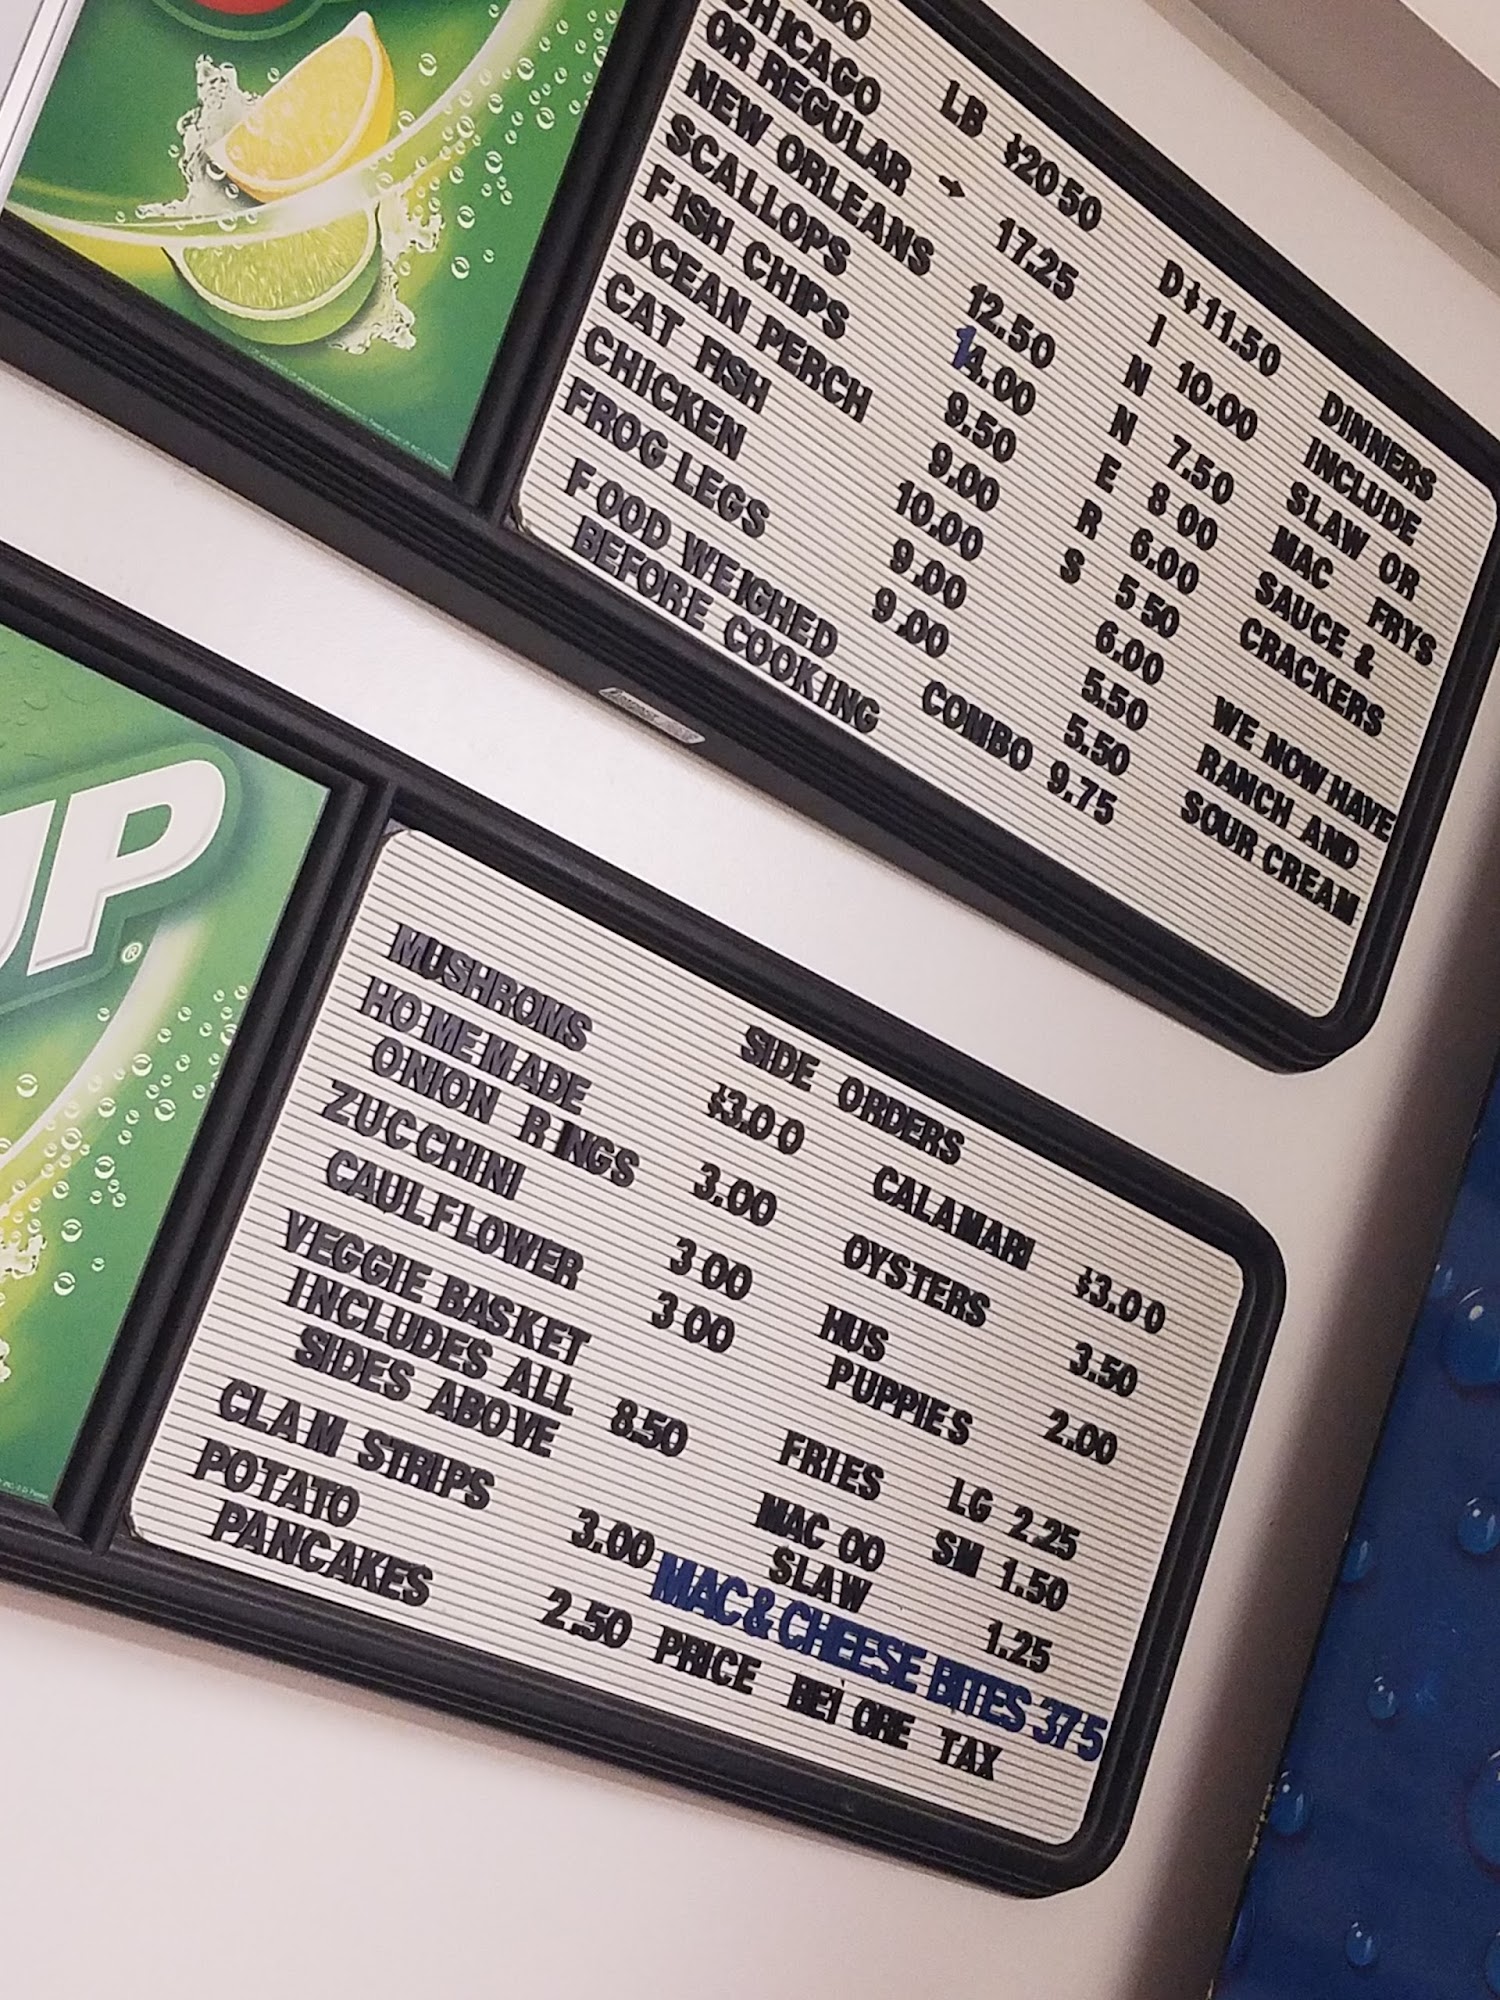 LB $20 50 D $11.50
CHICAGO
OR REGULAR → 17.25 I 10.00 DINNERS
NEW ORLEANS 12.50 N 7.50 INCLUDE
SCALLOPS 14.00 N 8 00 SLAW OR
FISH CHIPS 9.50 E 6.00 MAC FRYS
OCEAN PERCH 9.00 R 5 50 SAUCE &
CAT FISH 10.00 S 6.00 CRACKERS
CHICKEN 9.00 5.50
FROG LEGS 9.00 5.50 WE NOW HAVE
FOOD WEIGHED COMBO 9.75 RANCH AND
BEFORE COOKING SOUR CREAM
UP®
SIDE ORDERS
MUSHROMS $3.00 CALAMARI $3.00
HOMEMADE
ONION RINGS 3.00 OYSTERS 3.50
ZUCCHINI 3 00 HUS
CAULFLOWER 3 00 PUPPIES 2.00
VEGGIE BASKET
INCLUDES ALL 8.50 FRIES LG 2.25
SIDES ABOVE SM 1.50
CLAM STRIPS 3.00 MAC OO
SLAW 1.25
POTATO MAC & CHEESE BITES 375
PANCAKES 2.50 PRICE BEFORE TAX